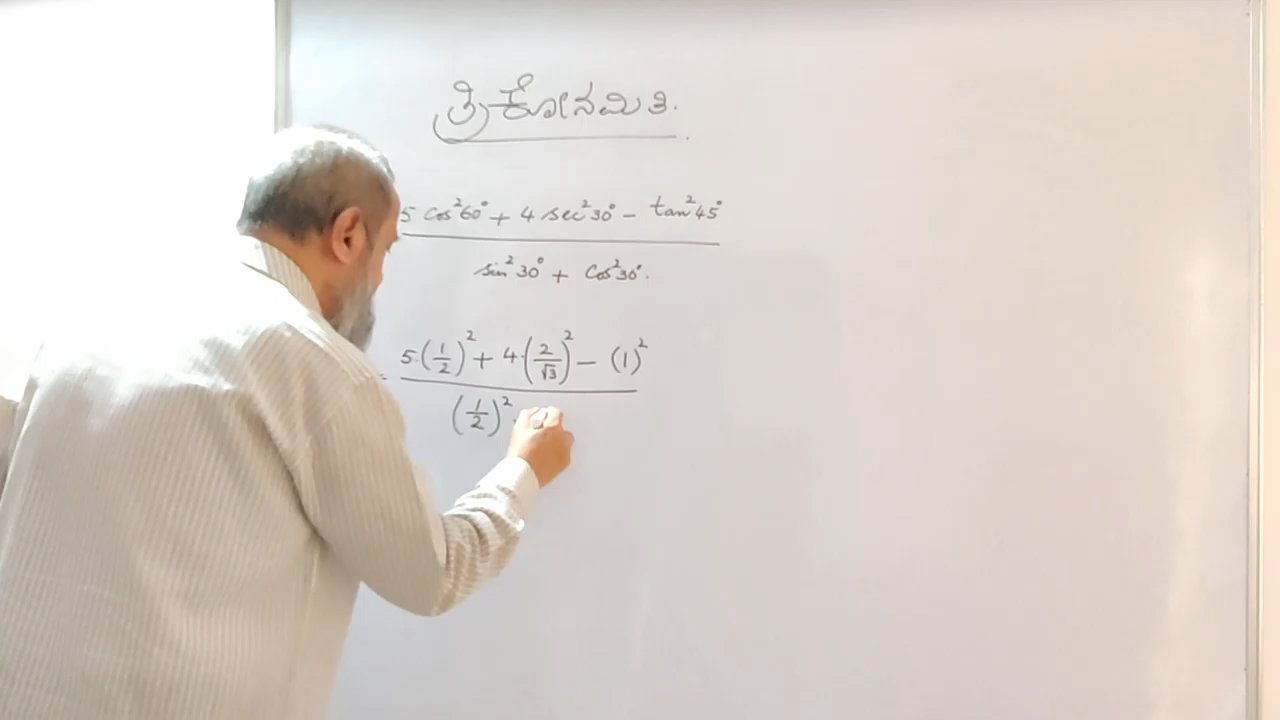 ತ್ರಿಕೋನಮಿತಿ.
5 cos²60° + 4 sec²30° − tan²45°
sin²30° + cos²30°.
= 5·(1/2)² + 4·(2/√3)² − (1)²
(1/2)²